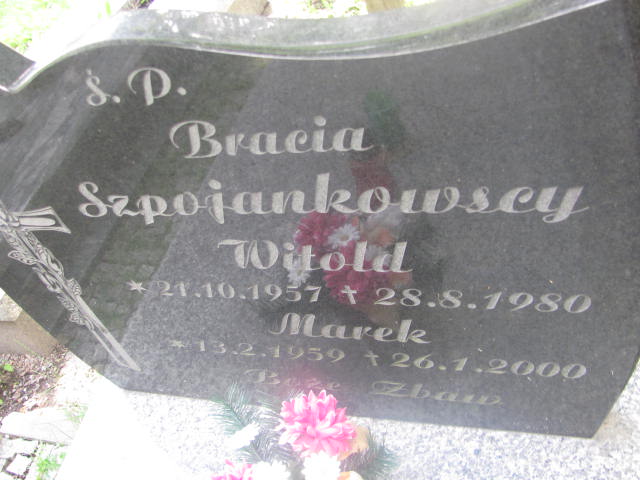 Ś. P.
Bracia
Szpojankowscy
Witold
*21.10.1957 ✝ 28.8.1980
Marek
*13.2.1959 ✝ 26.1.2000
Boże Zbaw